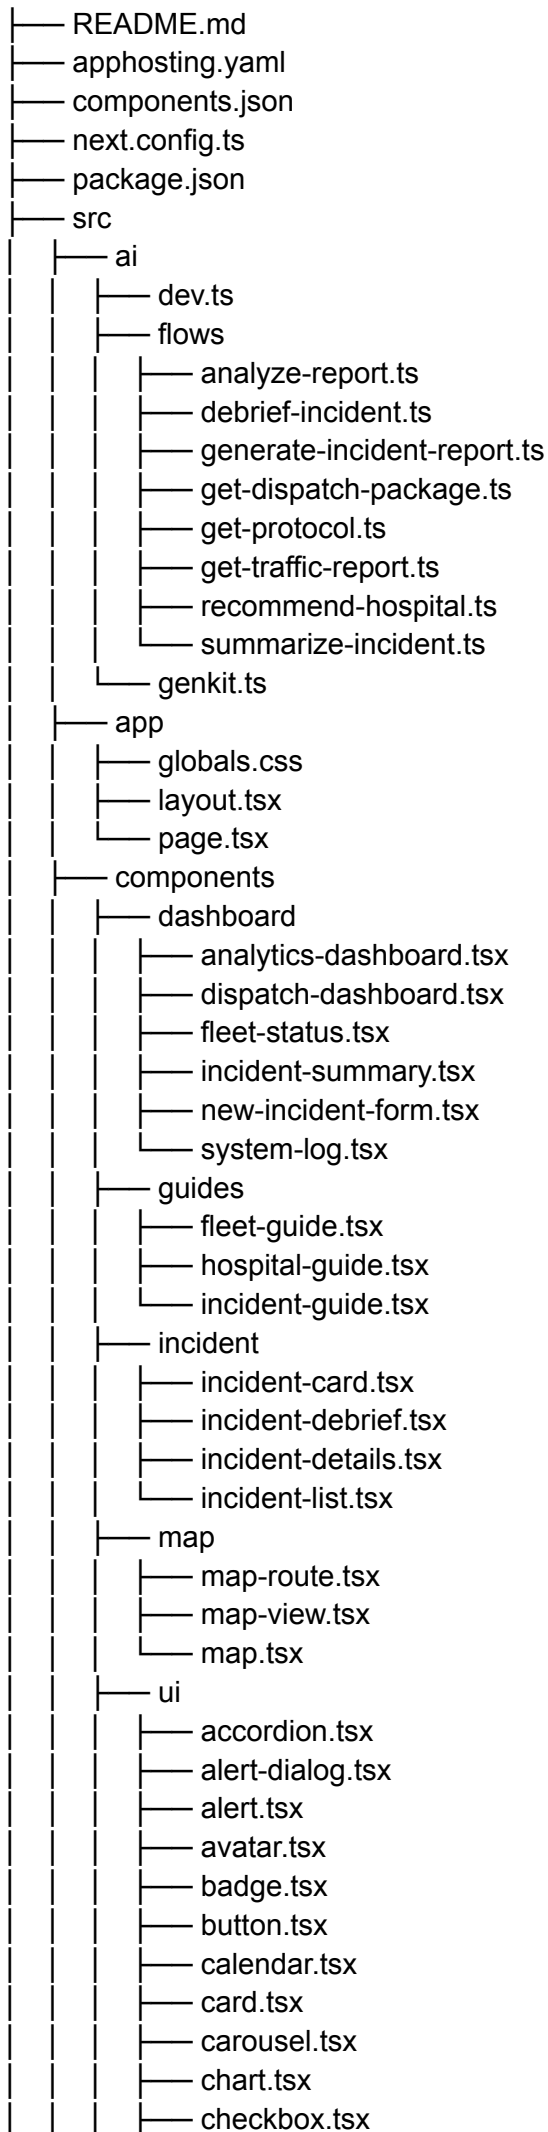 ├── README.md
├── apphosting.yaml
├── components.json
├── next.config.ts
├── package.json
├── src
│   ├── ai
│   │   ├── dev.ts
│   │   ├── flows
│   │   │   ├── analyze-report.ts
│   │   │   ├── debrief-incident.ts
│   │   │   ├── generate-incident-report.ts
│   │   │   ├── get-dispatch-package.ts
│   │   │   ├── get-protocol.ts
│   │   │   ├── get-traffic-report.ts
│   │   │   ├── recommend-hospital.ts
│   │   │   └── summarize-incident.ts
│   │   └── genkit.ts
│   ├── app
│   │   ├── globals.css
│   │   ├── layout.tsx
│   │   └── page.tsx
│   ├── components
│   │   ├── dashboard
│   │   │   ├── analytics-dashboard.tsx
│   │   │   ├── dispatch-dashboard.tsx
│   │   │   ├── fleet-status.tsx
│   │   │   ├── incident-summary.tsx
│   │   │   ├── new-incident-form.tsx
│   │   │   └── system-log.tsx
│   │   ├── guides
│   │   │   ├── fleet-guide.tsx
│   │   │   ├── hospital-guide.tsx
│   │   │   └── incident-guide.tsx
│   │   ├── incident
│   │   │   ├── incident-card.tsx
│   │   │   ├── incident-debrief.tsx
│   │   │   ├── incident-details.tsx
│   │   │   └── incident-list.tsx
│   │   ├── map
│   │   │   ├── map-route.tsx
│   │   │   ├── map-view.tsx
│   │   │   └── map.tsx
│   │   ├── ui
│   │   │   ├── accordion.tsx
│   │   │   ├── alert-dialog.tsx
│   │   │   ├── alert.tsx
│   │   │   ├── avatar.tsx
│   │   │   ├── badge.tsx
│   │   │   ├── button.tsx
│   │   │   ├── calendar.tsx
│   │   │   ├── card.tsx
│   │   │   ├── carousel.tsx
│   │   │   ├── chart.tsx
│   │   │   ├── checkbox.tsx